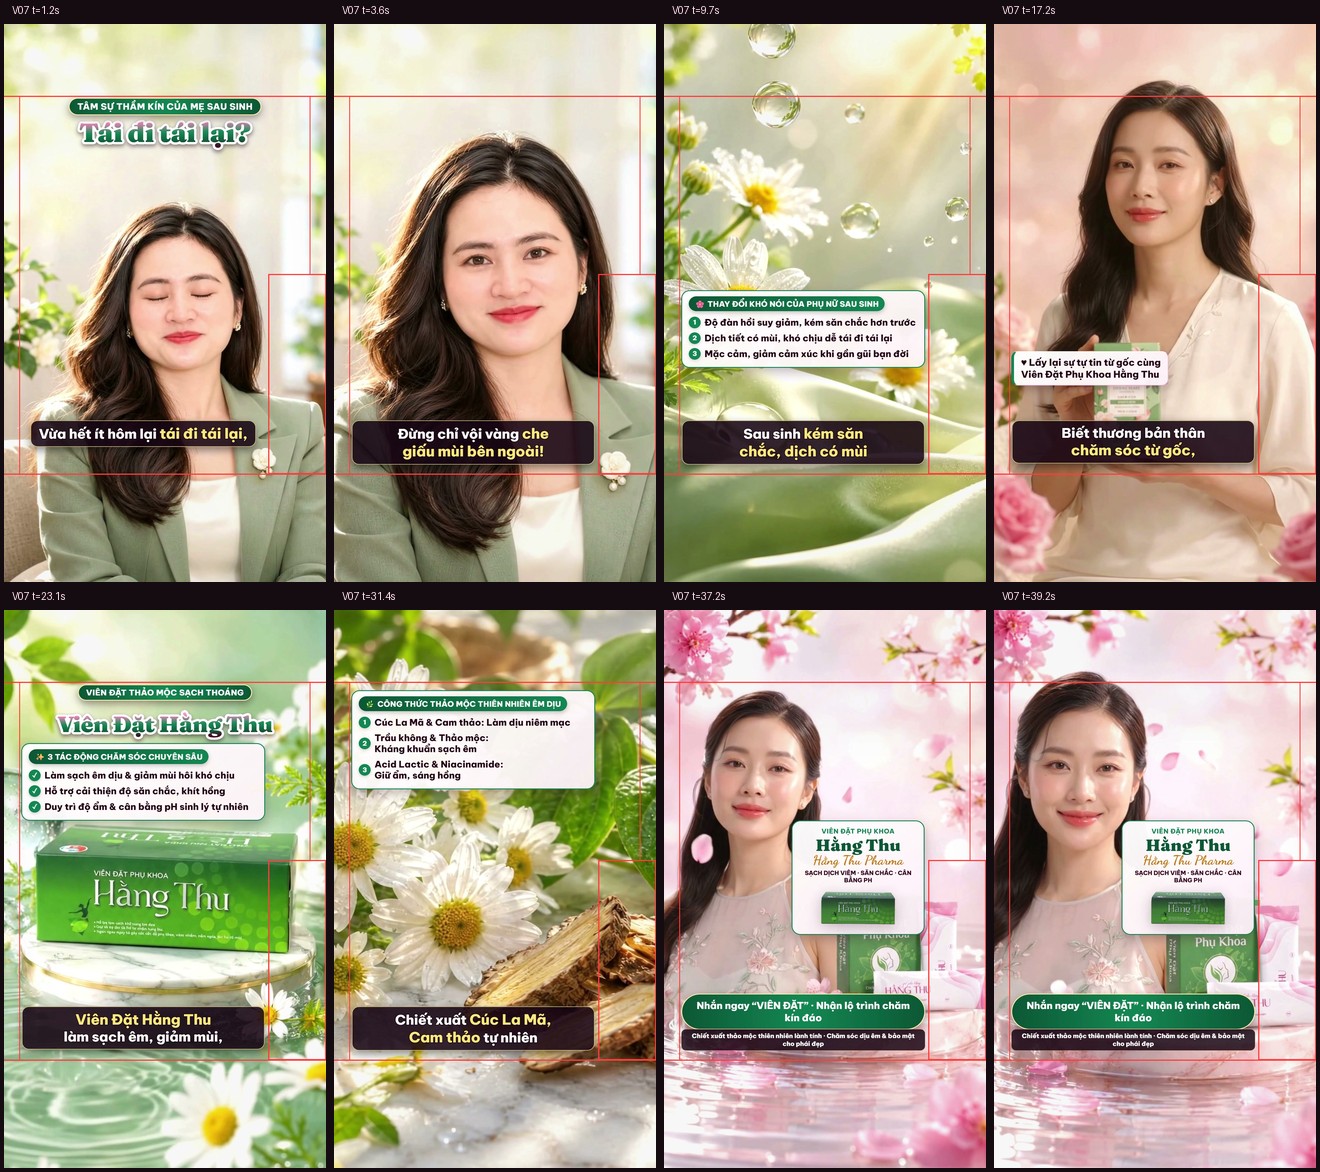 V07 t=1.2s
TÂM SỰ THẦM KÍN CỦA MẸ SAU SINH
Tái đi tái lại?
Vừa hết ít hôm lại tái đi tái lại,
V07 t=3.6s
Đừng chỉ vội vàng che
giấu mùi bên ngoài!
V07 t=9.7s
THAY ĐỔI KHÓ NÓI CỦA PHỤ NỮ SAU SINH
1 Độ đàn hồi suy giảm, kém săn chắc hơn trước
2 Dịch tiết có mùi, khó chịu dễ tái đi tái lại
3 Mặc cảm, giảm cảm xúc khi gần gũi bạn đời
Sau sinh kém săn
chắc, dịch có mùi
V07 t=17.2s
♥ Lấy lại sự tự tin từ gốc cùng
Viên Đặt Phụ Khoa Hằng Thu
Biết thương bản thân
chăm sóc từ gốc,
V07 t=23.1s
VIÊN ĐẶT THẢO MỘC SẠCH THOÁNG
Viên Đặt Hằng Thu
✨ 3 TÁC ĐỘNG CHĂM SÓC CHUYÊN SÂU
✓ Làm sạch êm dịu & giảm mùi hôi khó chịu
✓ Hỗ trợ cải thiện độ săn chắc, khít hồng
✓ Duy trì độ ẩm & cân bằng pH sinh lý tự nhiên
VIÊN ĐẶT PHỤ KHOA
Hằng Thu
Viên Đặt Hằng Thu
làm sạch êm, giảm mùi,
V07 t=31.4s
CÔNG THỨC THẢO MỘC THIÊN NHIÊN ÊM DỊU
1 Cúc La Mã & Cam thảo: Làm dịu niêm mạc
2 Trầu không & Thảo mộc:
Kháng khuẩn sạch êm
3 Acid Lactic & Niacinamide:
Giữ ẩm, sáng hồng
Chiết xuất Cúc La Mã,
Cam thảo tự nhiên
V07 t=37.2s
VIÊN ĐẶT PHỤ KHOA
Hằng Thu
Hằng Thu Pharma
SẠCH DỊCH VIÊM · SĂN CHẮC · CÂN
BẰNG PH
Hằng Thu
Phụ Khoa
HẰNG THU
Nhắn ngay “VIÊN ĐẶT” · Nhận lộ trình chăm
kín đáo
Chiết xuất thảo mộc thiên nhiên lành tính · Chăm sóc dịu êm & bảo mật
cho phái đẹp
V07 t=39.2s
VIÊN ĐẶT PHỤ KHOA
Hằng Thu
Hằng Thu Pharma
SẠCH DỊCH VIÊM · SĂN CHẮC · CÂN
BẰNG PH
Hằng Thu
Phụ Khoa
Nhắn ngay “VIÊN ĐẶT” · Nhận lộ trình chăm
kín đáo
Chiết xuất thảo mộc thiên nhiên lành tính · Chăm sóc dịu êm & bảo mật
cho phái đẹp